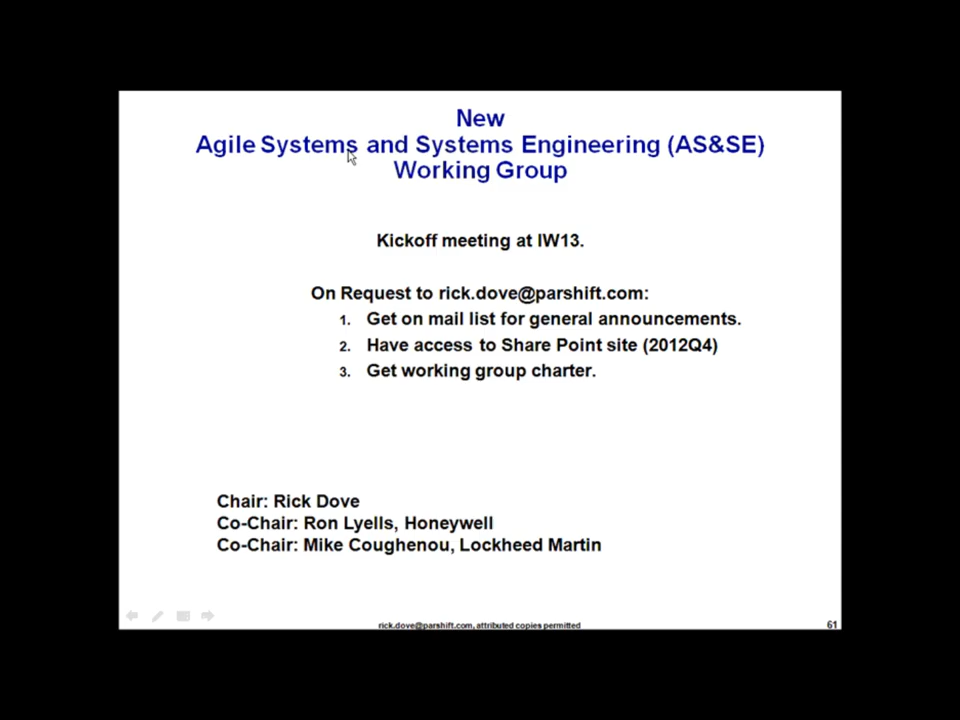 New
Agile Systems and Systems Engineering (AS&SE)
Working Group
Kickoff meeting at IW13.
On Request to rick.dove@parshift.com:
1. Get on mail list for general announcements.
2. Have access to Share Point site (2012Q4)
3. Get working group charter.
Chair: Rick Dove
Co-Chair: Ron Lyells, Honeywell
Co-Chair: Mike Coughenou, Lockheed Martin
rick.dove@parshift.com, attributed copies permitted
61